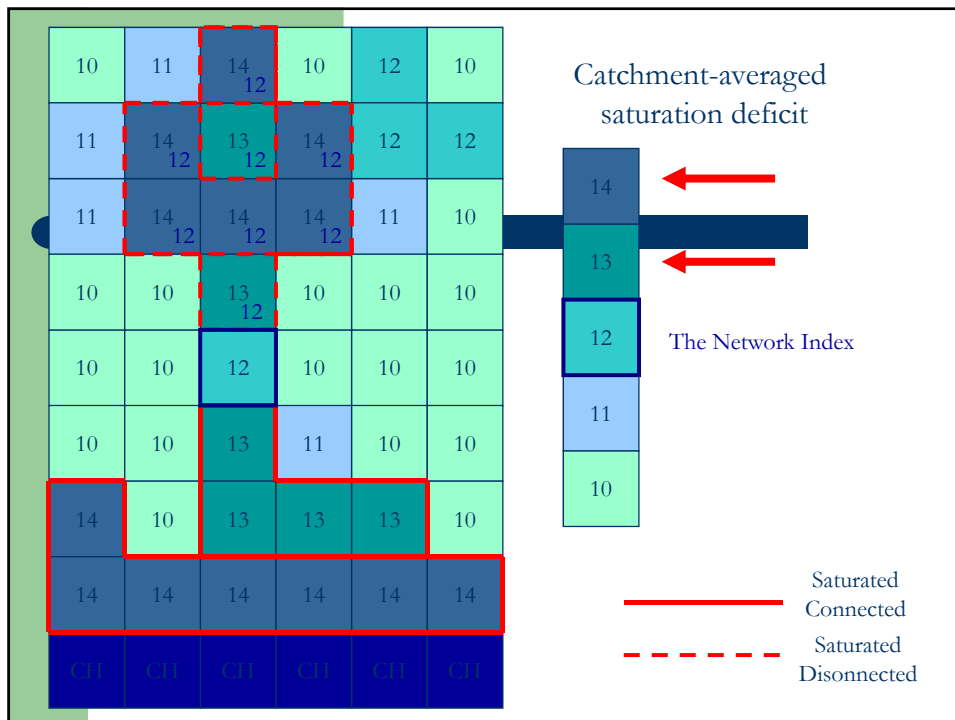 10 11 14 10 12 10
12
Catchment-averaged
saturation deficit
11 14 13 14 12 12
12 12 12
11 14 14 14 11 10
12 12 12
10 10 13 10 10 10
12
10 10 12 10 10 10
10 10 13 11 10 10
14 10 13 13 13 10
14 14 14 14 14 14
CH CH CH CH CH CH
14
13
12
The Network Index
11
10
Saturated
Connected
Saturated
Disonnected